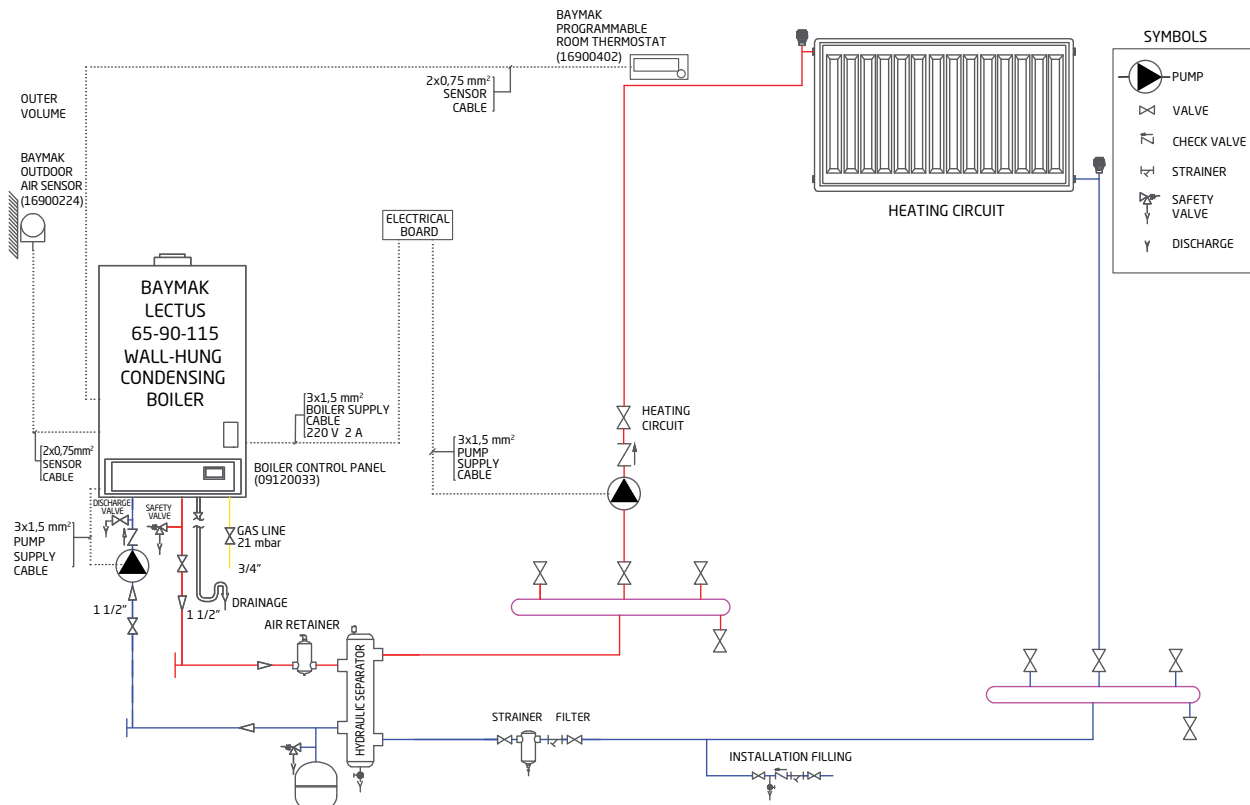 BAYMAK
PROGRAMMABLE
ROOM THERMOSTAT
(16900402)
2x0,75 mm²
SENSOR
CABLE
OUTER
VOLUME
BAYMAK
OUTDOOR
AIR SENSOR
(16900224)
ELECTRICAL
BOARD
HEATING CIRCUIT
SYMBOLS
PUMP
VALVE
CHECK VALVE
STRAINER
SAFETY
VALVE
DISCHARGE
BAYMAK
LECTUS
65-90-115
WALL-HUNG
CONDENSING
BOILER
3x1,5 mm²
BOILER SUPPLY
CABLE
220 V 2 A
HEATING
CIRCUIT
3x1,5 mm²
PUMP
SUPPLY
CABLE
2x0,75mm²
SENSOR
CABLE
BOILER CONTROL PANEL
(09120033)
DISCHARGE
VALVE
SAFETY
VALVE
3x1,5 mm²
PUMP
SUPPLY
CABLE
GAS LINE
21 mbar
3/4"
1 1/2"
1 1/2"
DRAINAGE
AIR RETAINER
HYDRAULIC SEPARATOR
STRAINER
FILTER
INSTALLATION FILLING